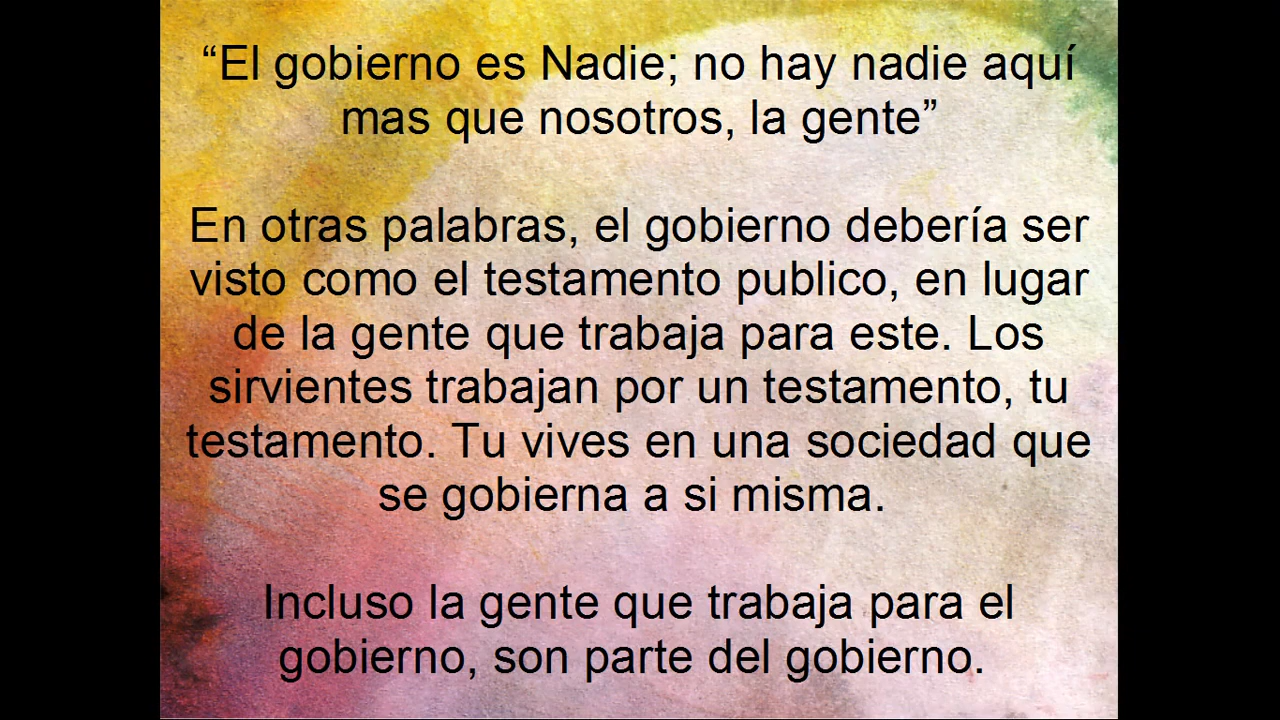 “El gobierno es Nadie; no hay nadie aquí
mas que nosotros, la gente”
En otras palabras, el gobierno debería ser
visto como el testamento publico, en lugar
de la gente que trabaja para este. Los
sirvientes trabajan por un testamento, tu
testamento. Tu vives en una sociedad que
se gobierna a si misma.
Incluso la gente que trabaja para el
gobierno, son parte del gobierno.